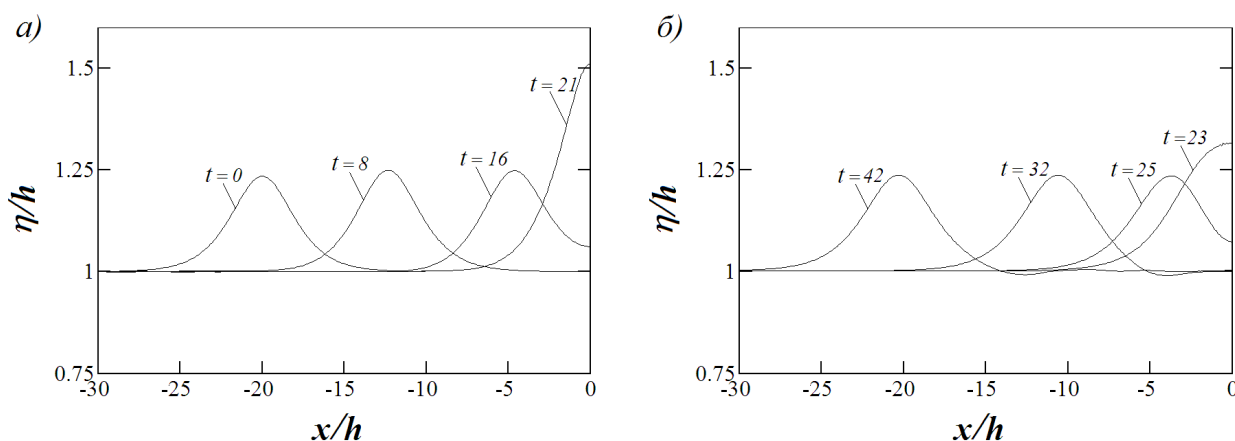 а)
η/h
1.5
1.25
1
0.75
t = 0
t = 8
t = 16
t = 21
-30
-25
-20
-15
-10
-5
0
x/h
б)
η/h
1.5
1.25
1
0.75
t = 42
t = 32
t = 25
t = 23
-30
-25
-20
-15
-10
-5
0
x/h